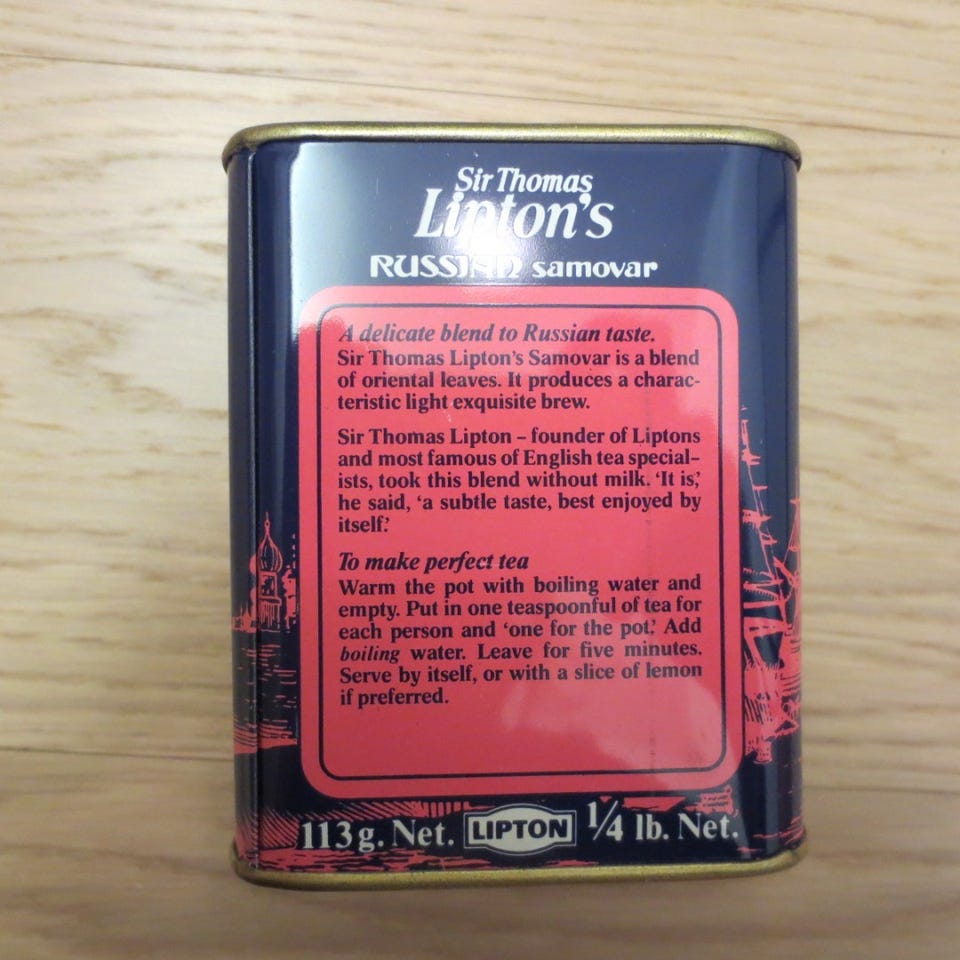 Sir Thomas
Lipton's
RUSSIAN samovar
A delicate blend to Russian taste.
Sir Thomas Lipton's Samovar is a blend
of oriental leaves. It produces a charac-
teristic light exquisite brew.
Sir Thomas Lipton – founder of Liptons
and most famous of English tea special-
ists, took this blend without milk. 'It is,'
he said, 'a subtle taste, best enjoyed by
itself.'
To make perfect tea
Warm the pot with boiling water and
empty. Put in one teaspoonful of tea for
each person and 'one for the pot.' Add
boiling water. Leave for five minutes.
Serve by itself, or with a slice of lemon
if preferred.
113g. Net. LIPTON 1/4 lb. Net.